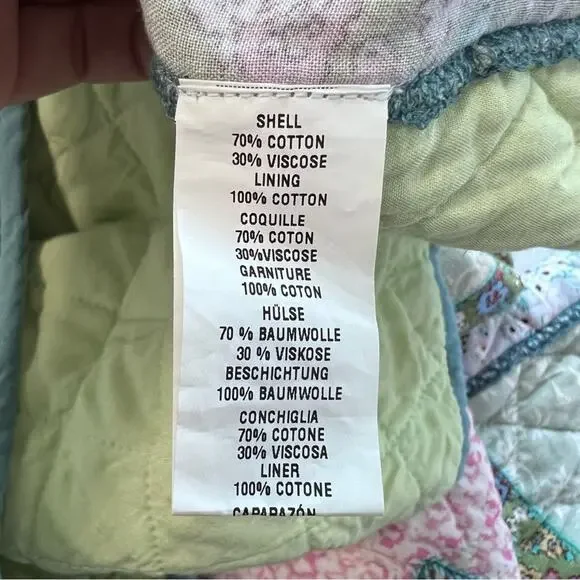 SHELL
70% COTTON
30% VISCOSE
LINING
100% COTTON
COQUILLE
70% COTON
30%VISCOSE
GARNITURE
100% COTON
HÜLSE
70 % BAUMWOLLE
30 % VISKOSE
BESCHICHTUNG
100% BAUMWOLLE
CONCHIGLIA
70% COTONE
30% VISCOSA
LINER
100% COTONE
CAPARAZÓN